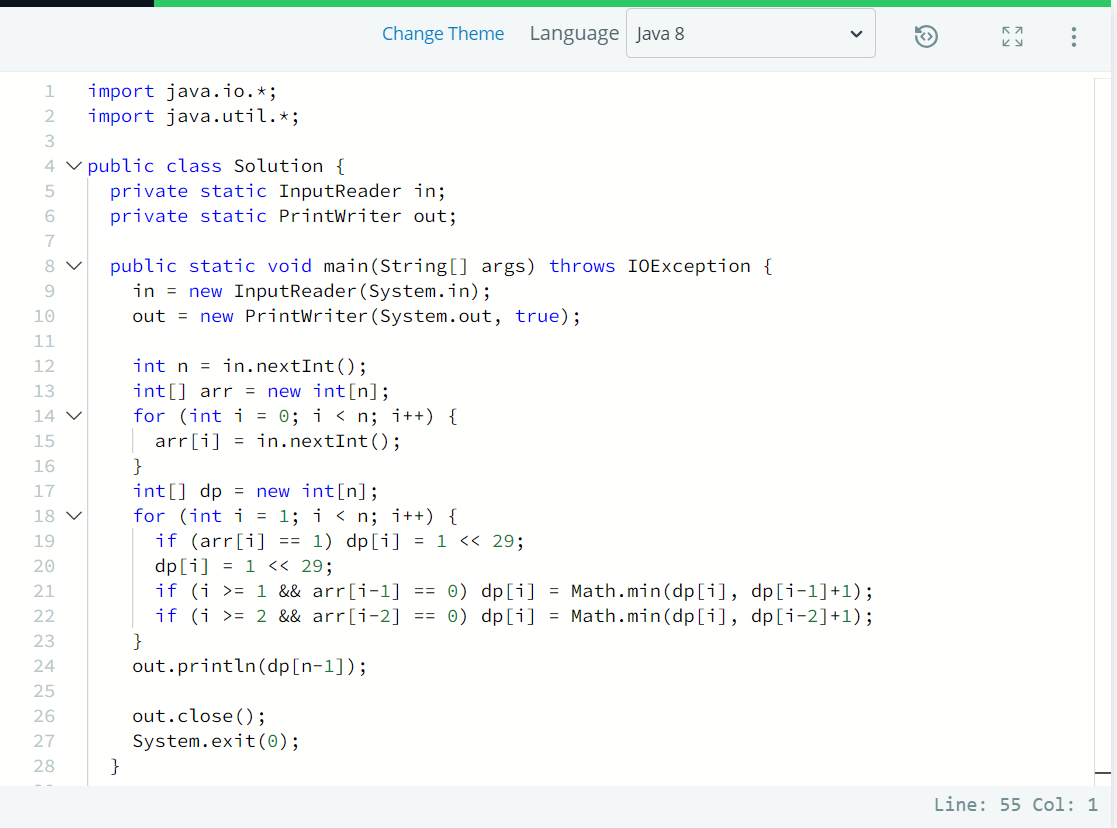 Change Theme Language Java 8
1 import java.io.*;
2 import java.util.*;
3
4 public class Solution {
5 private static InputReader in;
6 private static PrintWriter out;
7
8 public static void main(String[] args) throws IOException {
9 in = new InputReader(System.in);
10 out = new PrintWriter(System.out, true);
11
12 int n = in.nextInt();
13 int[] arr = new int[n];
14 for (int i = 0; i < n; i++) {
15 arr[i] = in.nextInt();
16 }
17 int[] dp = new int[n];
18 for (int i = 1; i < n; i++) {
19 if (arr[i] == 1) dp[i] = 1 << 29;
20 dp[i] = 1 << 29;
21 if (i >= 1 && arr[i-1] == 0) dp[i] = Math.min(dp[i], dp[i-1]+1);
22 if (i >= 2 && arr[i-2] == 0) dp[i] = Math.min(dp[i], dp[i-2]+1);
23 }
24 out.println(dp[n-1]);
25
26 out.close();
27 System.exit(0);
28 }
Line: 55 Col: 1